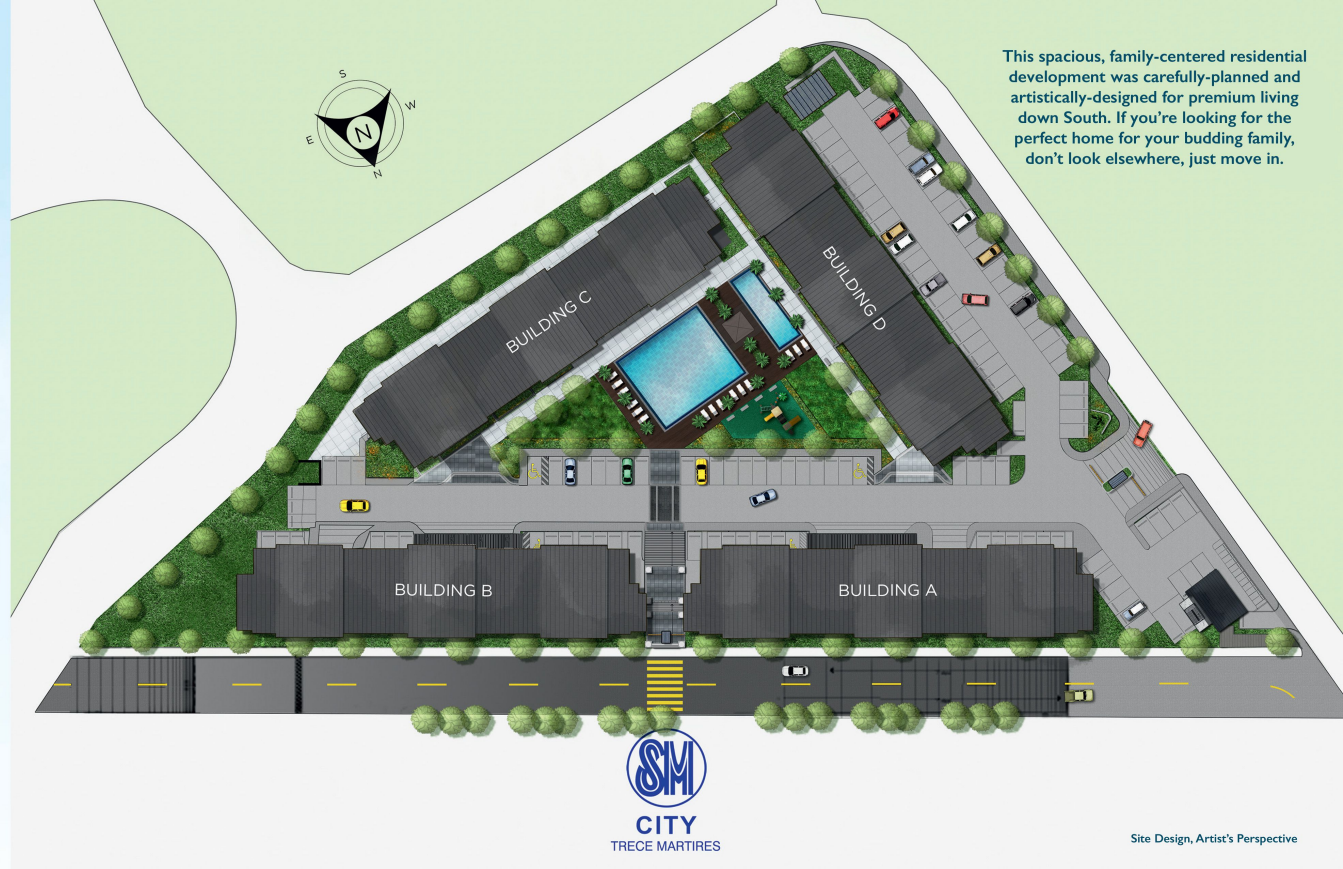 This spacious, family-centered residential
development was carefully-planned and
artistically-designed for premium living
down South. If you're looking for the
perfect home for your budding family,
don't look elsewhere, just move in.
S
W
E
N
N
BUILDING C
BUILDING D
BUILDING B
BUILDING A
SM
CITY
TRECE MARTIRES
Site Design, Artist's Perspective